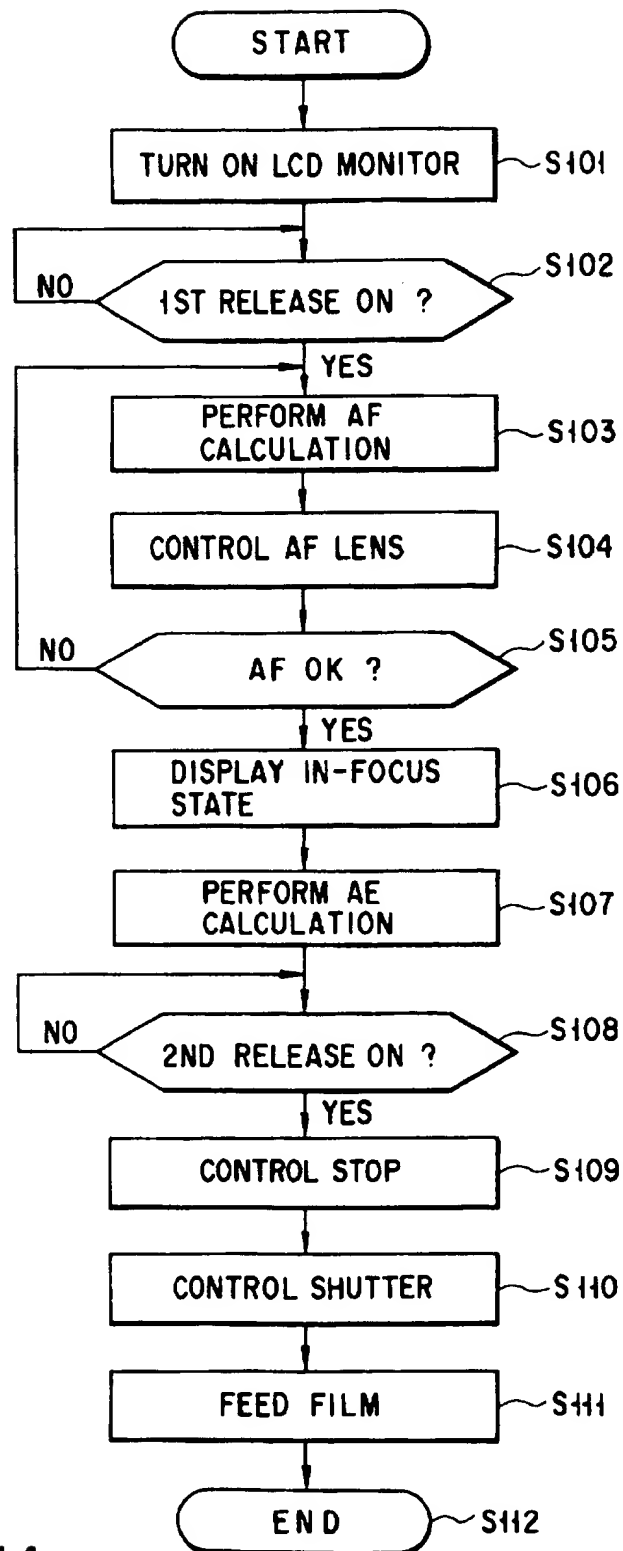 START
TURN ON LCD MONITOR
S101
S102
NO
1ST RELEASE ON ?
YES
PERFORM AF
CALCULATION
S103
CONTROL AF LENS
S104
S105
NO
AF OK ?
YES
DISPLAY IN-FOCUS
STATE
S106
PERFORM AE
CALCULATION
S107
S108
NO
2ND RELEASE ON ?
YES
CONTROL STOP
S109
CONTROL SHUTTER
S110
FEED FILM
S111
END
S112